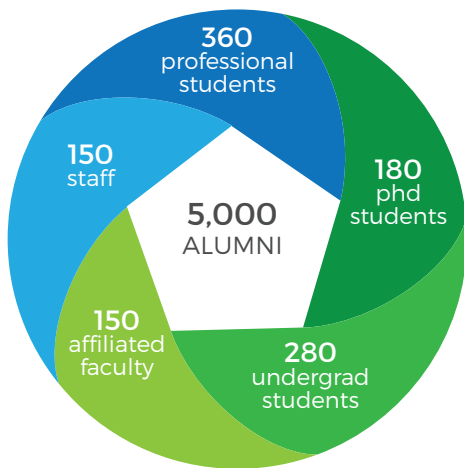 360
professional
students
180
phd
students
280
undergrad
students
150
affiliated
faculty
150
staff
5,000
ALUMNI